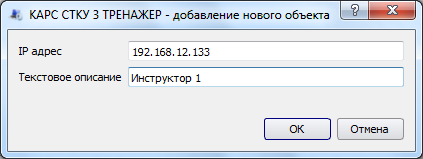 КАРС СТКУ 3 ТРЕНАЖЕР - добавление нового объекта
IP адрес 192.168.12.133
Текстовое описание Инструктор 1
OK Отмена